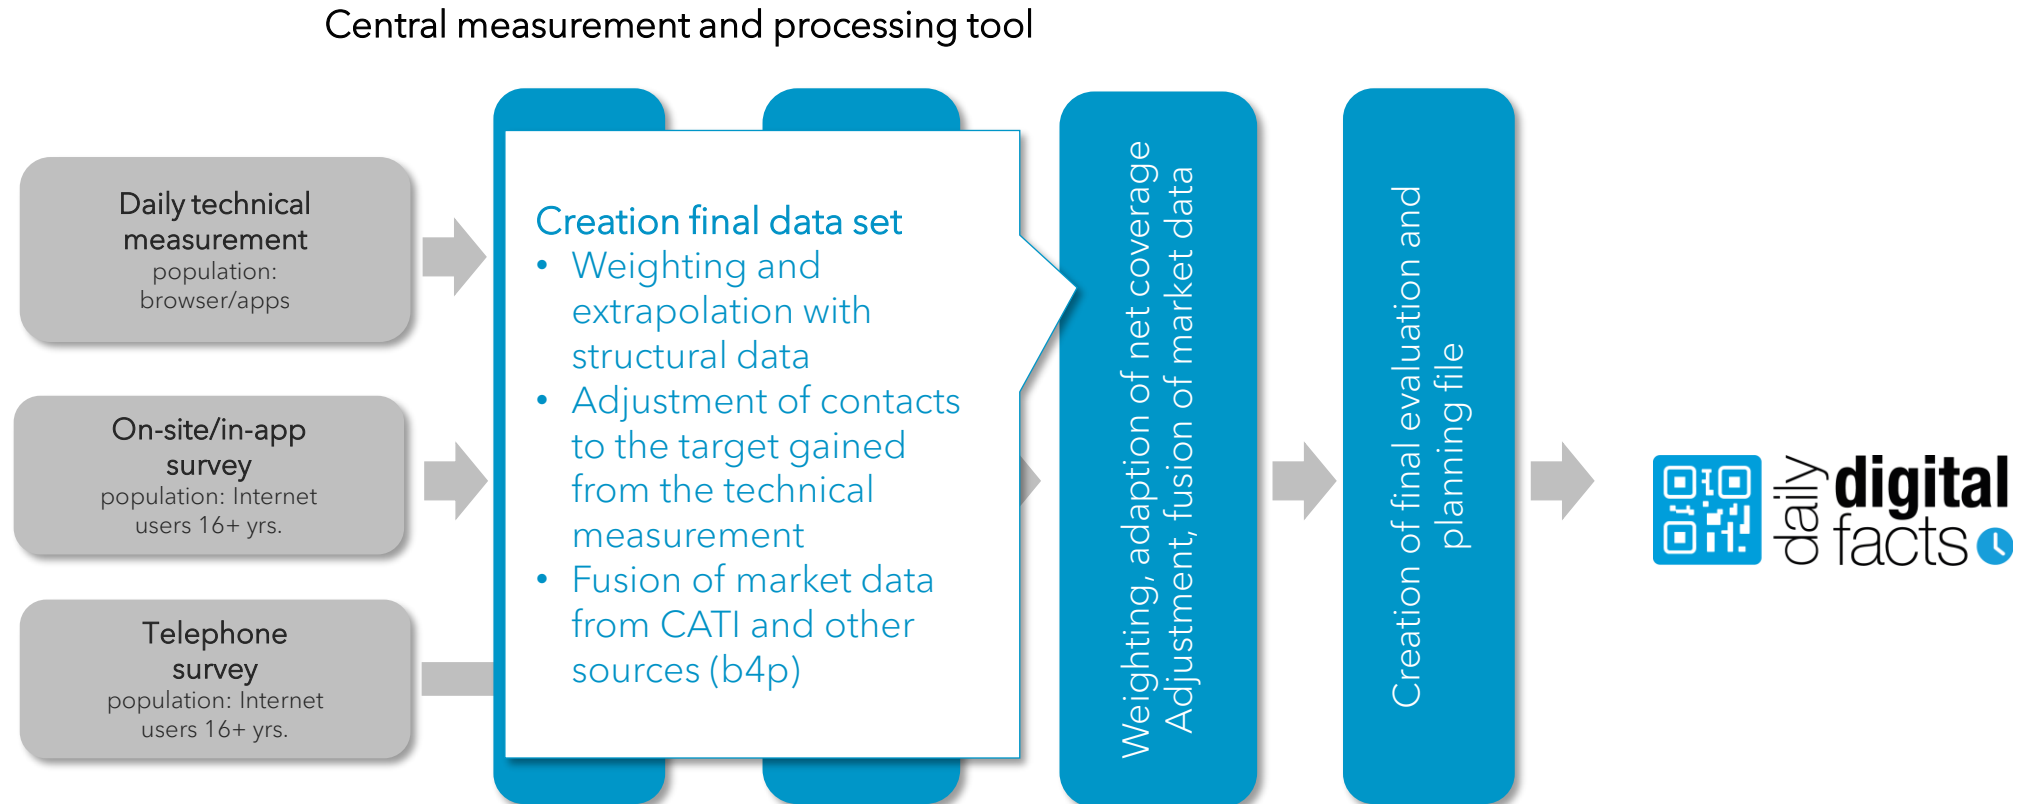 Central measurement and processing tool
Daily technical
measurement
population:
browser/apps
On-site/in-app
survey
population: Internet
users 16+ yrs.
Telephone
survey
population: Internet
users 16+ yrs.
Creation final data set
• Weighting and
extrapolation with
structural data
• Adjustment of contacts
to the target gained
from the technical
measurement
• Fusion of market data
from CATI and other
sources (b4p)
Weighting, adaption of net coverage
Adjustment, fusion of market data
Creation of final evaluation and
planning file
daily
digital
facts